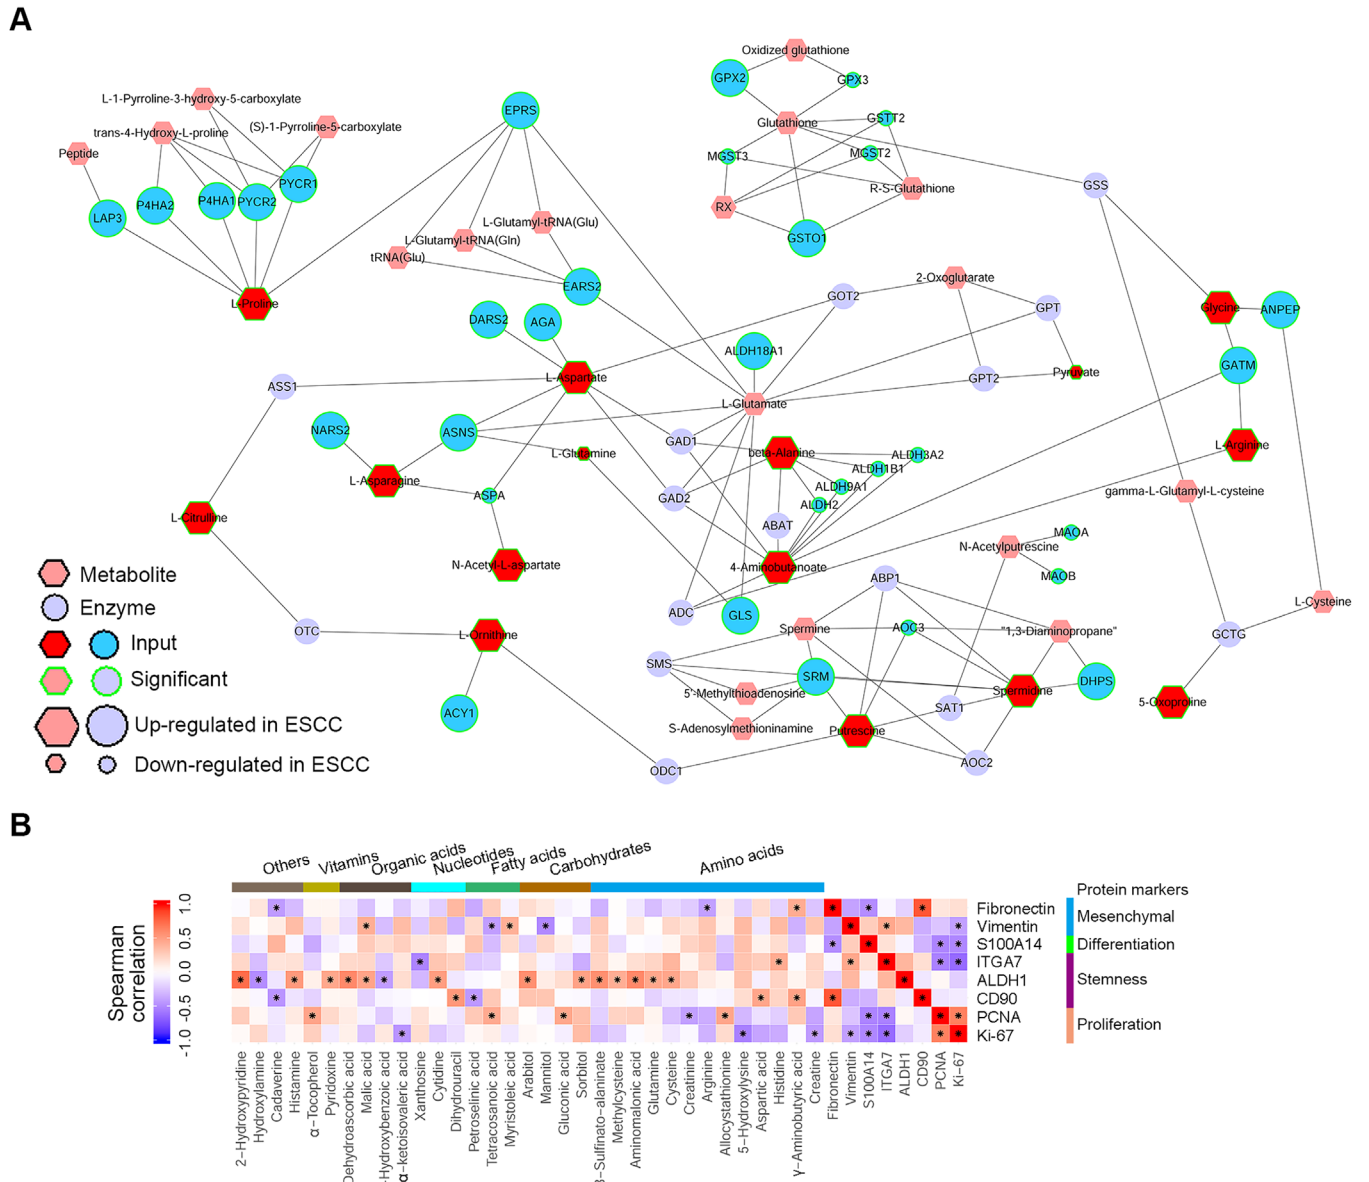 A
Oxidized glutathione
GPX2
GPX3
L-1-Pyrroline-3-hydroxy-5-carboxylate
EPRS
trans-4-Hydroxy-L-proline
(S)-1-Pyrroline-5-carboxylate
Glutathione
GSTT2
Peptide
MGST3
MGST2
PYCR1
R-S-Glutathione
GSS
LAP3
P4HA2
P4HA1
PYCR2
RX
L-Glutamyl-tRNA(Glu)
L-Glutamyl-tRNA(Gln)
GSTO1
tRNA(Glu)
2-Oxoglutarate
EARS2
GOT2
L-Proline
GPT
Glycine
ANPEP
DARS2
AGA
ALDH18A1
GATM
L-Aspartate
Pyruvate
GPT2
ASS1
L-Glutamate
NARS2
ASNS
GAD1
L-Glutamine
beta-Alanine
ALDH3A2
L-Arginine
ALDH1B1
L-Asparagine
ALDH9A1
ASPA
GAD2
ALDH2
gamma-L-Glutamyl-L-cysteine
L-Citrulline
ABAT
MAOA
N-Acetylputrescine
N-Acetyl-L-aspartate
4-Aminobutanoate
MAOB
ABP1
Metabolite
Enzyme
ADC
GLS
L-Cysteine
OTC
L-Ornithine
Spermine
AOC3
"1,3-Diaminopropane"
GCTG
Input
SMS
Significant
SRM
DHPS
5'-Methylthioadenosine
Spermidine
SAT1
5-Oxoproline
ACY1
Up-regulated in ESCC
S-Adenosylmethioninamine
Putrescine
Down-regulated in ESCC
ODC1
AOC2
B
Others
Vitamins
Organic acids
Nucleotides
Fatty acids
Carbohydrates
Amino acids
Protein markers
Spearman
correlation
1.0
0.5
0.0
-0.5
-1.0
Fibronectin
Vimentin
S100A14
ITGA7
ALDH1
CD90
PCNA
Ki-67
Mesenchymal
Differentiation
Stemness
Proliferation
2−Hydroxypyridine
Hydroxylamine
Cadaverine
Histamine
α−Tocopherol
Pyridoxine
Dehydroascorbic acid
Malic acid
-Hydroxybenzoic acid
α−ketoisovaleric acid
Xanthosine
Cytidine
Dihydrouracil
Petroselinic acid
Tetracosanoic acid
Myristoleic acid
Arabitol
Mannitol
Gluconic acid
Sorbitol
3−Sulfinato−alaninate
Methylcysteine
Aminomalonic acid
Glutamine
Cysteine
Creatinine
Arginine
Allocystathionine
5−Hydroxylysine
Aspartic acid
Histidine
γ−Aminobutyric acid
Creatine
Fibronectin
Vimentin
S100A14
ITGA7
ALDH1
CD90
PCNA
Ki−67